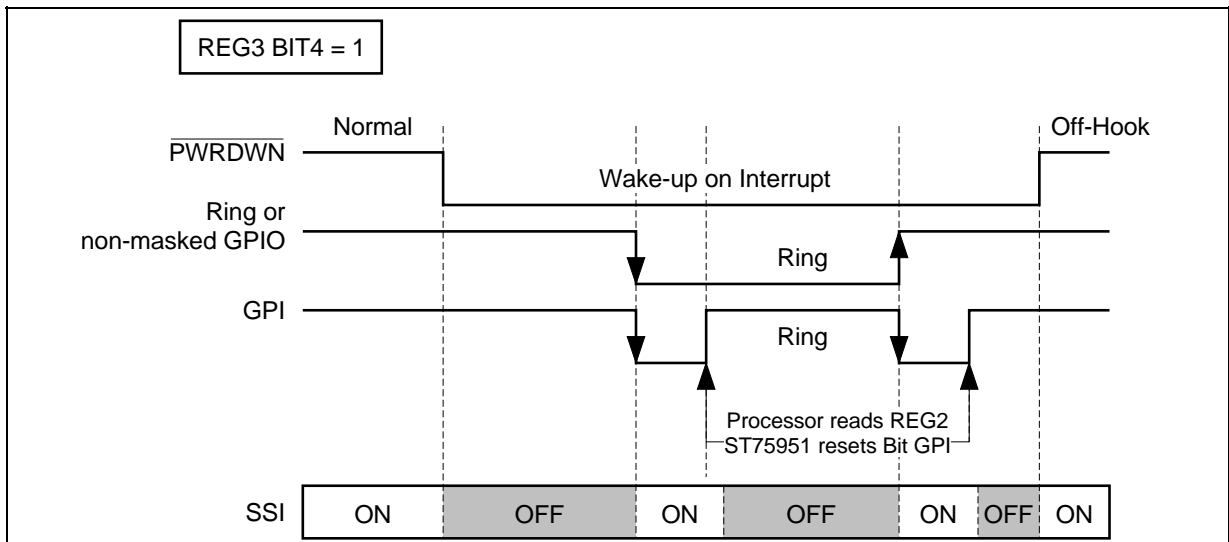 REG3 BIT4 = 1
Normal
Off-Hook
PWRDWN
Wake-up on Interrupt
Ring or
non-masked GPIO
Ring
GPI
Ring
Processor reads REG2
ST75951 resets Bit GPI
SSI
ON
OFF
ON
OFF
ON
OFF
ON